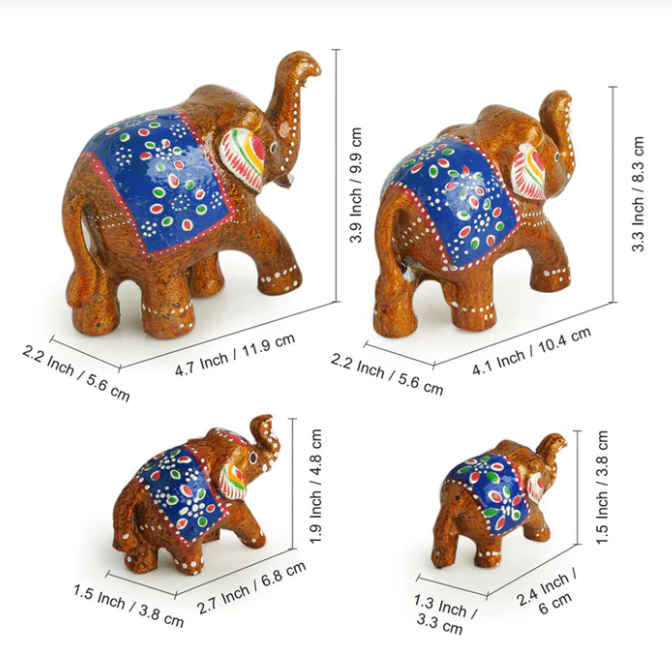 3.9 Inch / 9.9 cm
2.2 Inch / 5.6 cm
4.7 Inch / 11.9 cm
3.3 Inch / 8.3 cm
2.2 Inch / 5.6 cm
4.1 Inch / 10.4 cm
1.9 Inch / 4.8 cm
1.5 Inch / 3.8 cm
2.7 Inch / 6.8 cm
1.5 Inch / 3.8 cm
1.3 Inch /
3.3 cm
2.4 Inch /
6 cm